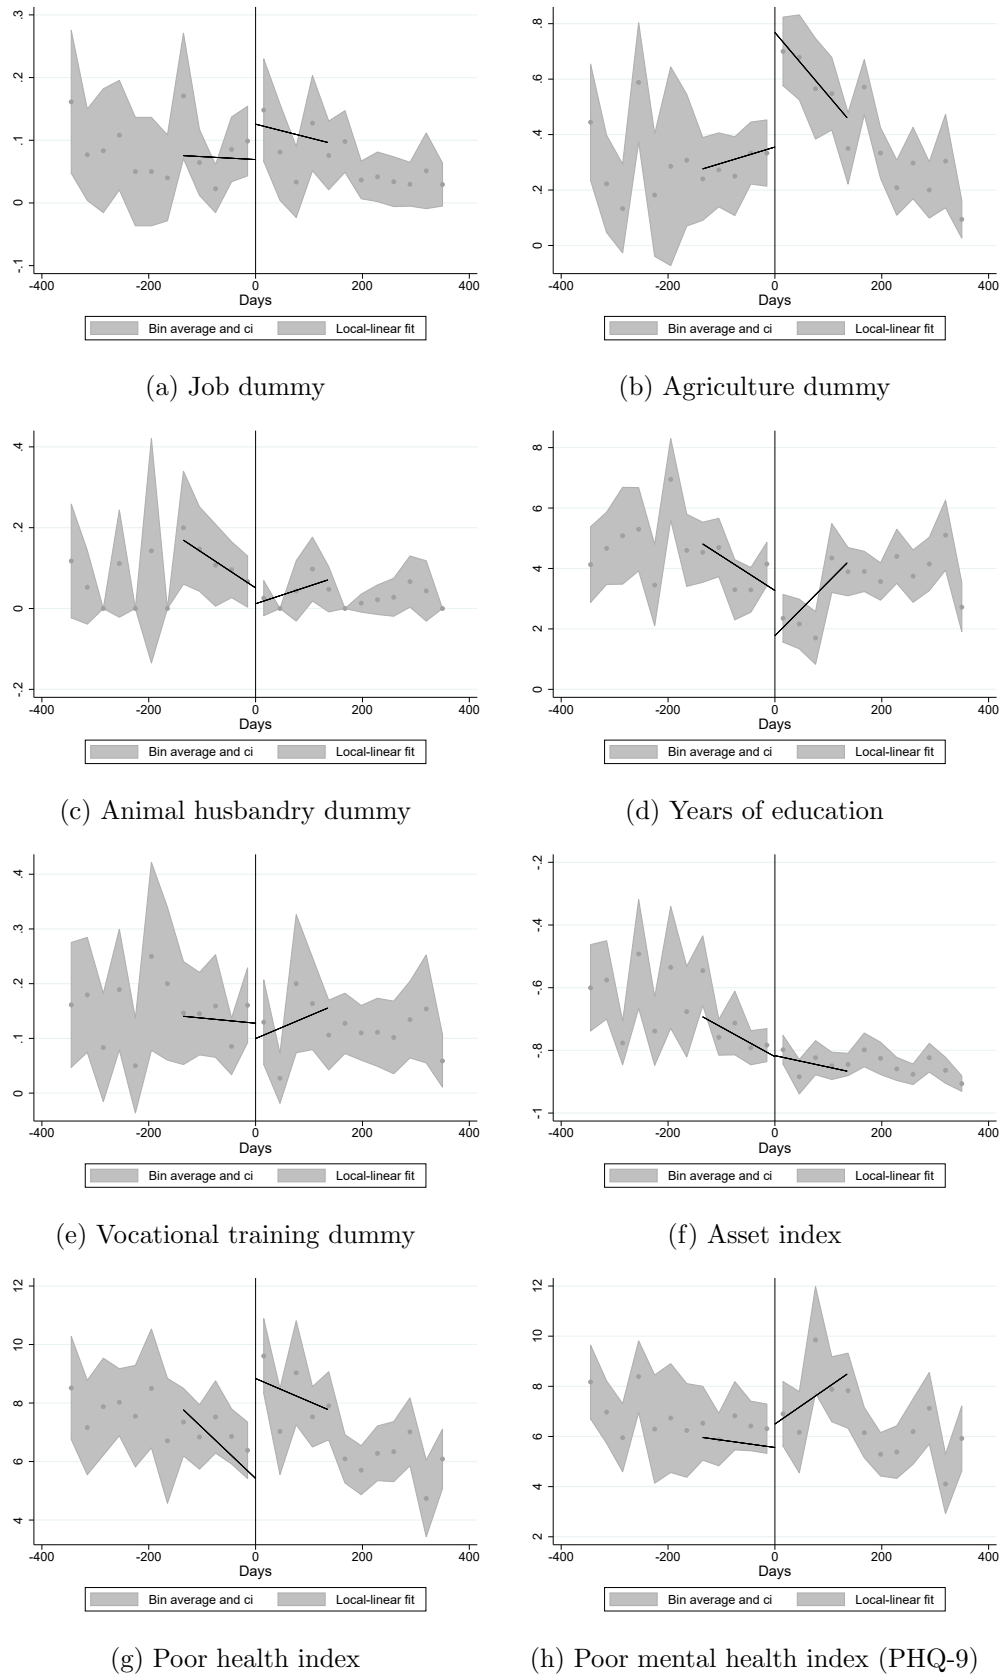 .3
.2
.1
0
-.1
-400 -200 0 200 400
Days
Bin average and ci Local-linear fit
(a) Job dummy
.8
.6
.4
.2
0
-400 -200 0 200 400
Days
Bin average and ci Local-linear fit
(b) Agriculture dummy
.4
.2
0
-.2
-400 -200 0 200 400
Days
Bin average and ci Local-linear fit
(c) Animal husbandry dummy
8
6
4
2
0
-400 -200 0 200 400
Days
Bin average and ci Local-linear fit
(d) Years of education
.4
.3
.2
.1
0
-400 -200 0 200 400
Days
Bin average and ci Local-linear fit
(e) Vocational training dummy
-.2
-.4
-.6
-.8
-1
-400 -200 0 200 400
Days
Bin average and ci Local-linear fit
(f) Asset index
12
10
8
6
4
-400 -200 0 200 400
Days
Bin average and ci Local-linear fit
(g) Poor health index
12
10
8
6
4
2
-400 -200 0 200 400
Days
Bin average and ci Local-linear fit
(h) Poor mental health index (PHQ-9)